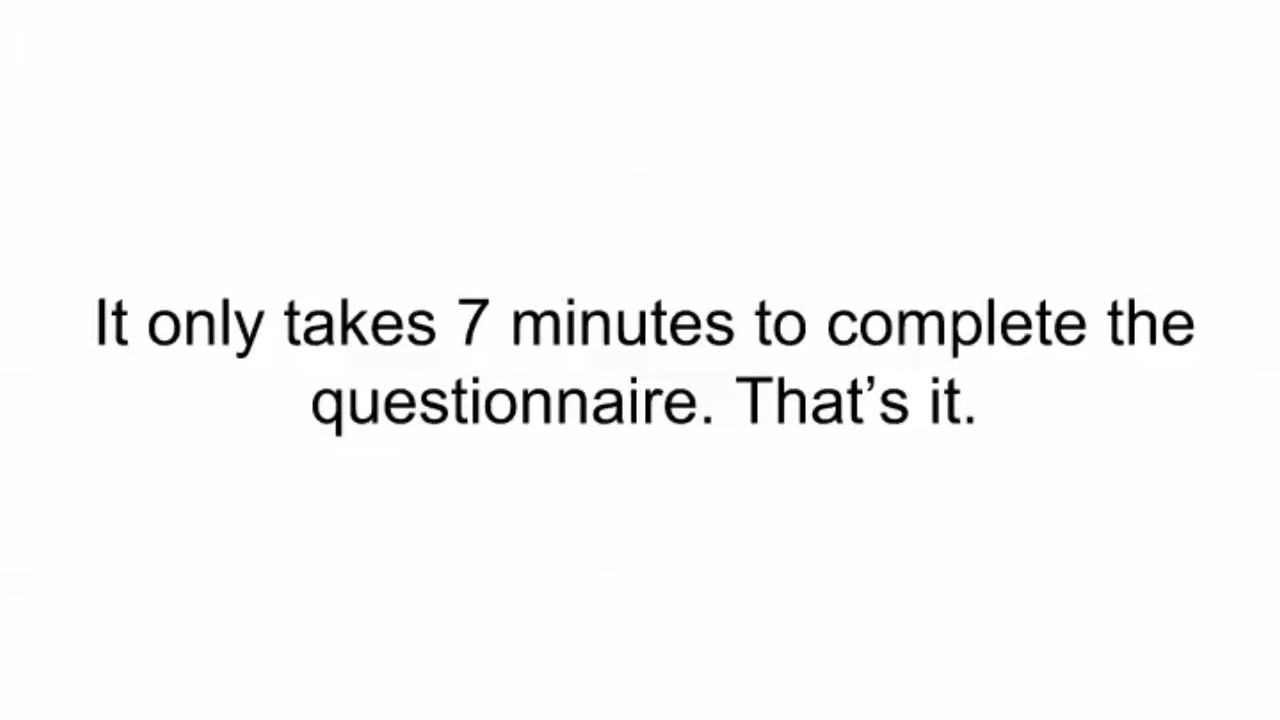 It only takes 7 minutes to complete the
questionnaire. That’s it.